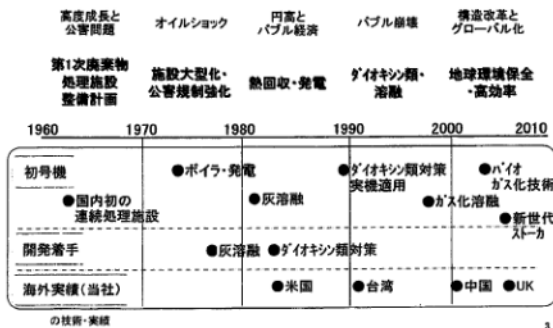 高度成長と
公害問題
オイルショック
円高と
バブル経済
バブル崩壊
構造改革と
グローバル化
第1次廃棄物
処理施設
整備計画
施設大型化・
公害規制強化
熱回収・発電
ダイオキシン類・
溶融
地球環境保全
・高効率
1960 1970 1980 1990 2000 2010
初号機
●ボイラ・発電
●ダイオキシン類対策
実機適用
●バイオ
ガス化技術
●国内初の
連続処理施設
●灰溶融
●ガス化溶融
●新世代
ストーカ
開発着手
●灰溶融
●ダイオキシン類対策
海外実績(当社)
●米国
●台湾
●中国
●UK
の技術・実績
3